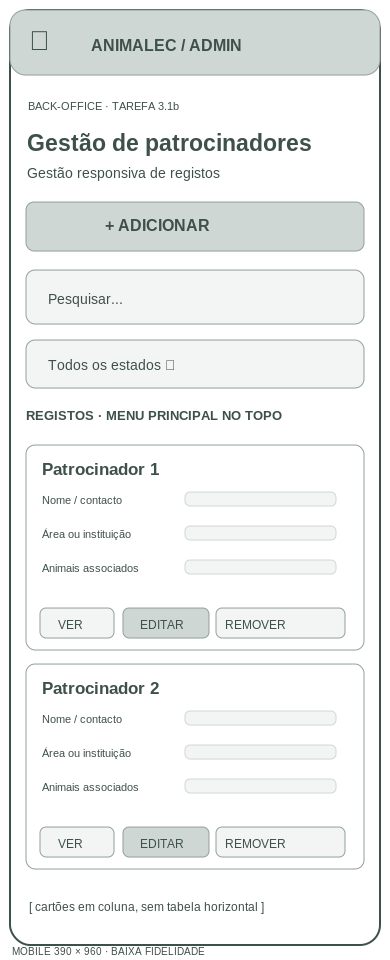 ANIMALEC / ADMIN
BACK-OFFICE · TAREFA 3.1b
Gestão de patrocinadores
Gestão responsiva de registos
+ ADICIONAR
Pesquisar...
Todos os estados
REGISTOS · MENU PRINCIPAL NO TOPO
Patrocinador 1
Nome / contacto
Área ou instituição
Animais associados
VER EDITAR REMOVER
Patrocinador 2
Nome / contacto
Área ou instituição
Animais associados
VER EDITAR REMOVER
[ cartões em coluna, sem tabela horizontal ]
MOBILE 390 × 960 · BAIXA FIDELIDADE